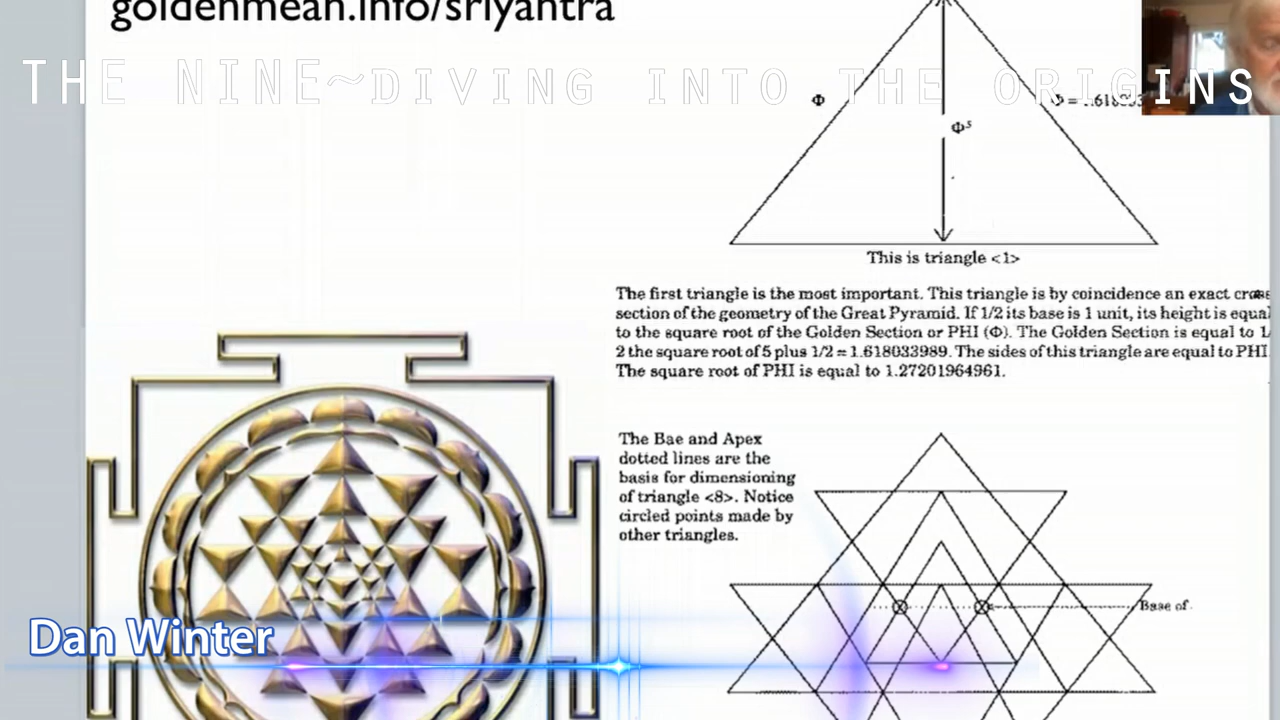 goldenmean.info/sriyantra
THE NINE~DIVING INTO THE ORIGINS
Φ
Φ⁵
This is triangle <1>
The first triangle is the most important. This triangle is by coincidence an exact cross
section of the geometry of the Great Pyramid. If 1/2 its base is 1 unit, its height is equal
to the square root of the Golden Section or PHI (Φ). The Golden Section is equal to 1/
2 the square root of 5 plus 1/2 = 1.618033989. The sides of this triangle are equal to PHI.
The square root of PHI is equal to 1.27201964961.
The Bae and Apex
dotted lines are the
basis for dimensioning
of triangle <8>. Notice
circled points made by
other triangles.
Base of
Dan Winter